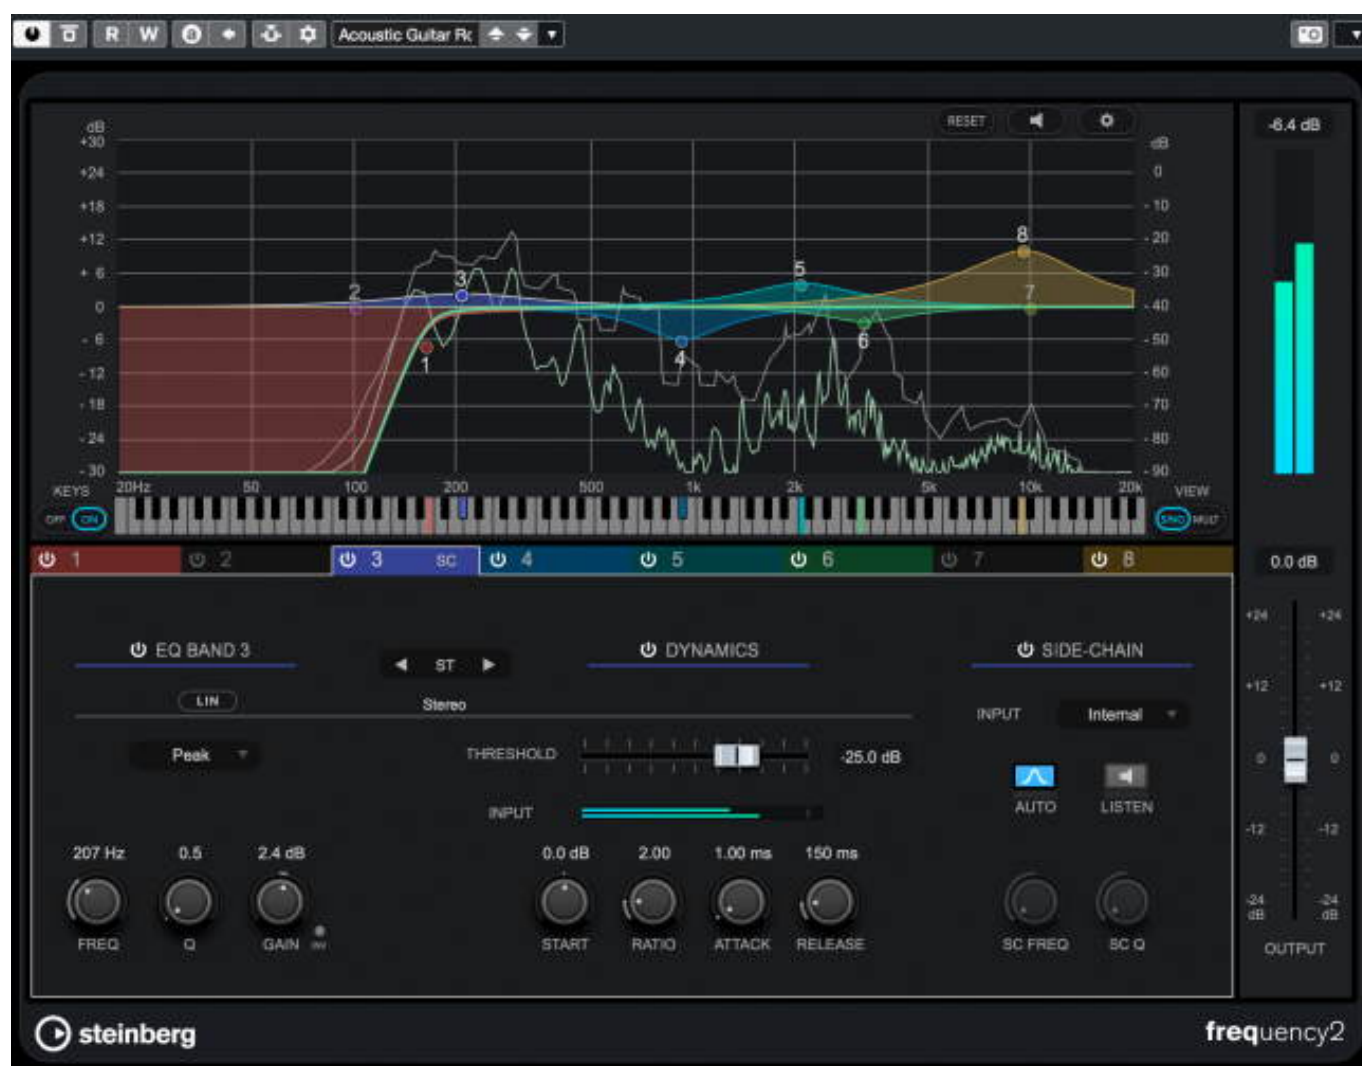 R W Acoustic Guitar Rc
RESET
-6.4 dB
dB
+30
+24
+18
+12
+ 6
0
- 6
- 12
- 18
- 24
- 30
dB
0
- 10
- 20
- 30
- 40
- 50
- 60
- 70
- 80
- 90
1
2
3
4
5
6
7
8
KEYS 20Hz 50 100 200 500 1k 2k 5k 10k 20k VIEW
OFF ON
SING MULT
1 2 3 SC 4 5 6 7 8
0.0 dB
EQ BAND 3
ST
DYNAMICS
SIDE-CHAIN
LIN
Stereo
INPUT Internal
Peak
THRESHOLD -25.0 dB
AUTO LISTEN
INPUT
207 Hz 0.5 2.4 dB 0.0 dB 2.00 1.00 ms 150 ms
FREQ Q GAIN START RATIO ATTACK RELEASE SC FREQ SC Q
+24 +24
+12 +12
0 0
-12 -12
-24 -24
dB dB
OUTPUT
steinberg
frequency2